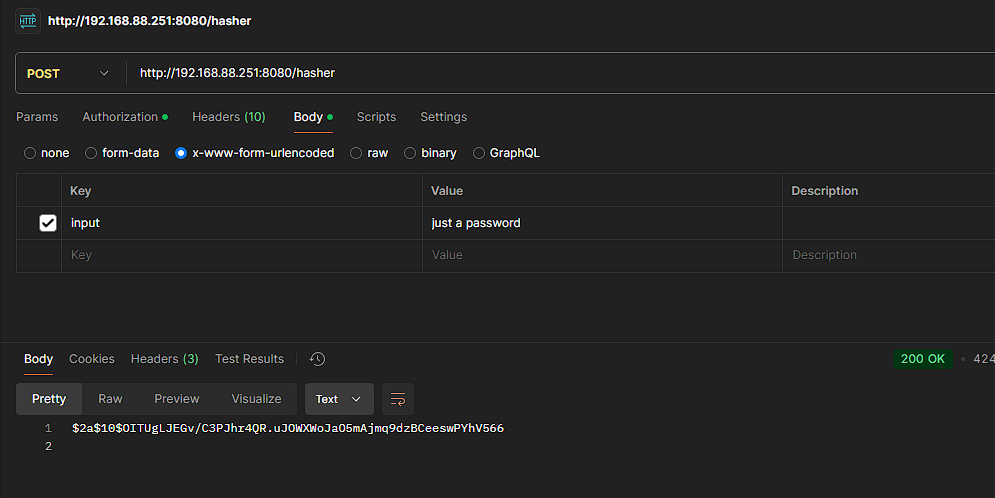 HTTP http://192.168.88.251:8080/hasher
POST http://192.168.88.251:8080/hasher
Params Authorization Headers (10) Body Scripts Settings
none form-data x-www-form-urlencoded raw binary GraphQL
Key Value Description
input just a password
Key Value Description
Body Cookies Headers (3) Test Results 200 OK • 424
Pretty Raw Preview Visualize Text
1 $2a$10$OITUgLJEGv/C3PJhr4QR.uJOWXWoJaO5mAjmq9dzBCeeswPYhV566
2